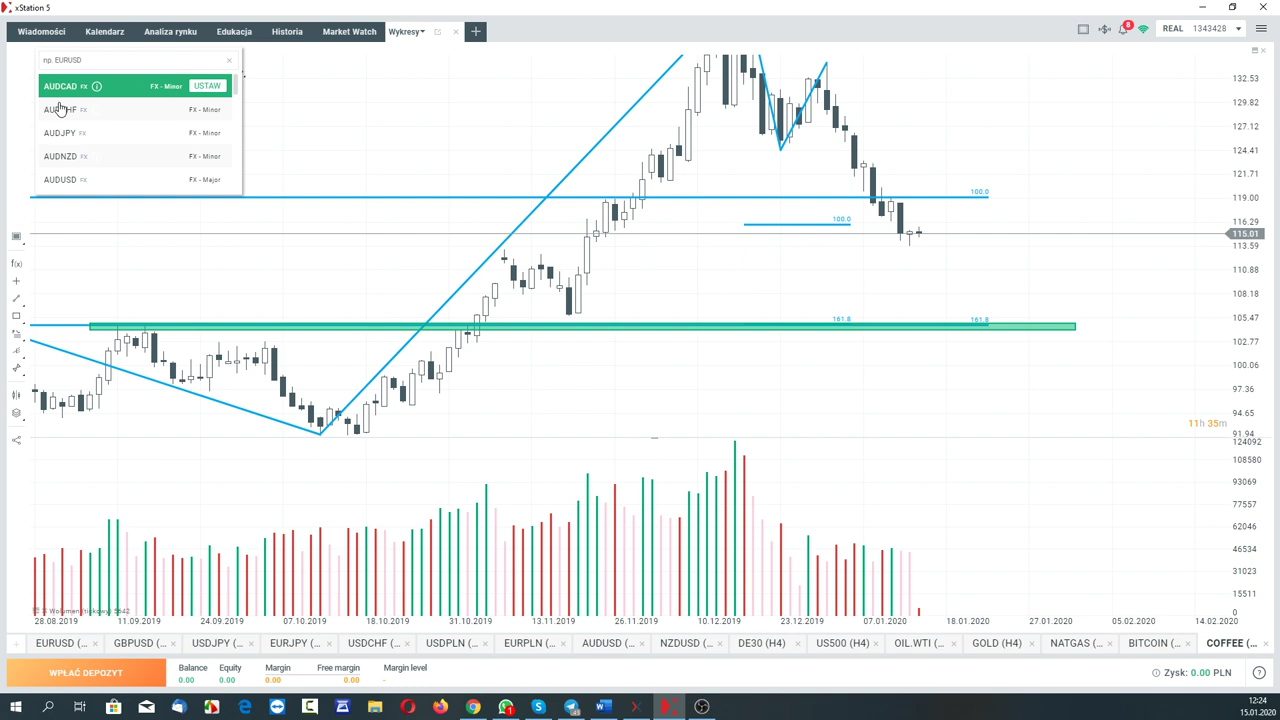 xStation 5
Wiadomości Kalendarz Analiza rynku Edukacja Historia Market Watch Wykresy 8 REAL 1343428
np. EURUSD
AUDCAD FX FX - Minor USTAW
FX FX - Minor
AUDJPY FX FX - Minor
AUDNZD FX FX - Minor
AUDUSD FX FX - Major
132.53
129.82
127.12
124.41
121.71
100.0 119.00
100.0 116.29
115.01
113.59
110.88
108.18
161.8 161.8 105.47
102.77
100.06
97.36
94.65
11h 35m
91.94
124092
108580
93069
77557
62046
46534
31023
15511
Wolumen (tickowy) 5642 0
28.08.2019 11.09.2019 24.09.2019 07.10.2019 18.10.2019 31.10.2019 13.11.2019 26.11.2019 10.12.2019 23.12.2019 07.01.2020 18.01.2020 27.01.2020 05.02.2020 14.02.2020
EURUSD (... GBPUSD (... USDJPY (... EURJPY (... USDCHF (... USDPLN (... EURPLN (... AUDUSD (... NZDUSD (... DE30 (H4) US500 (H4) OIL.WTI (... GOLD (H4) NATGAS (... BITCOIN (... COFFEE (...
WPŁAĆ DEPOZYT
Balance Equity Margin Free margin Margin level
0.00 0.00 0.00 0.00 -
Zysk: 0.00 PLN
12:24
15.01.2020